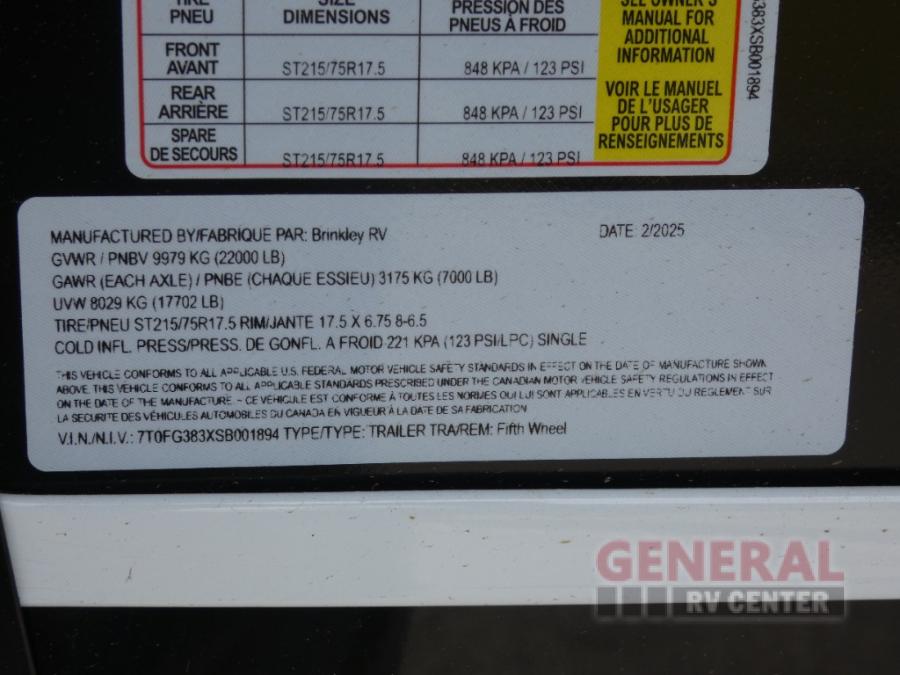 TIRE
PNEU
SIZE
DIMENSIONS
PRESSION DES
PNEUS À FROID
SEE OWNER'S
MANUAL FOR
ADDITIONAL
INFORMATION
VOIR LE MANUEL
DE L'USAGER
POUR PLUS DE
RENSEIGNEMENTS
FRONT
AVANT
ST215/75R17.5
848 KPA / 123 PSI
REAR
ARRIÈRE
ST215/75R17.5
848 KPA / 123 PSI
SPARE
DE SECOURS
ST215/75R17.5
848 KPA / 123 PSI
383XSB001894
MANUFACTURED BY/FABRIQUE PAR: Brinkley RV DATE: 2/2025
GVWR / PNBV 9979 KG (22000 LB)
GAWR (EACH AXLE) / PNBE (CHAQUE ESSIEU) 3175 KG (7000 LB)
UVW 8029 KG (17702 LB)
TIRE/PNEU ST215/75R17.5 RIM/JANTE 17.5 X 6.75 8-6.5
COLD INFL. PRESS/PRESS. DE GONFL. A FROID 221 KPA (123 PSI/LPC) SINGLE
THIS VEHICLE CONFORMS TO ALL APPLICABLE U.S. FEDERAL MOTOR VEHICLE SAFETY STANDARDS IN EFFECT ON THE DATE OF MANUFACTURE SHOWN
ABOVE. THIS VEHICLE CONFORMS TO ALL APPLICABLE STANDARDS PRESCRISED UNDER THE CANADIAN MOTOR VEHICLE SAFETY REGULATIONS IN EFFECT
ON THE DATE OF THE MANUFACTURE - CE VÉHICULE EST CONFORME À TOUTES LES NORMES QUI LUI SONT APPLICABLES EN VERTU DU REGLEMENT SUR
LA SECURITE DES VÉHICULES AUTOMOBILES DU CANADA EN VIGUEUR À LA DATE DE SA FABRICATION
V.I.N./N.I.V.: 7T0FG383XSB001894 TYPE/TYPE: TRAILER TRA/REM: Fifth Wheel
GENERAL
RV CENTER